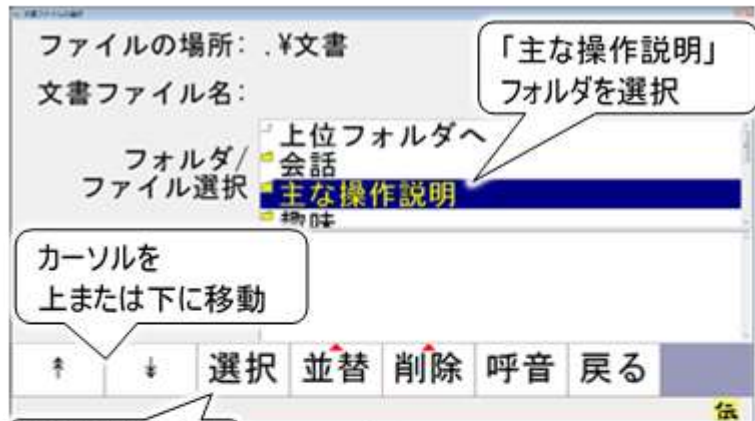 ファイルの場所: .¥文書
「主な操作説明」
フォルダを選択
文書ファイル名:
フォルダ/
ファイル選択
上位フォルダへ
会話
主な操作説明
趣味
カーソルを
上または下に移動
↟ ↡ 選択 並替 削除 呼音 戻る
伝